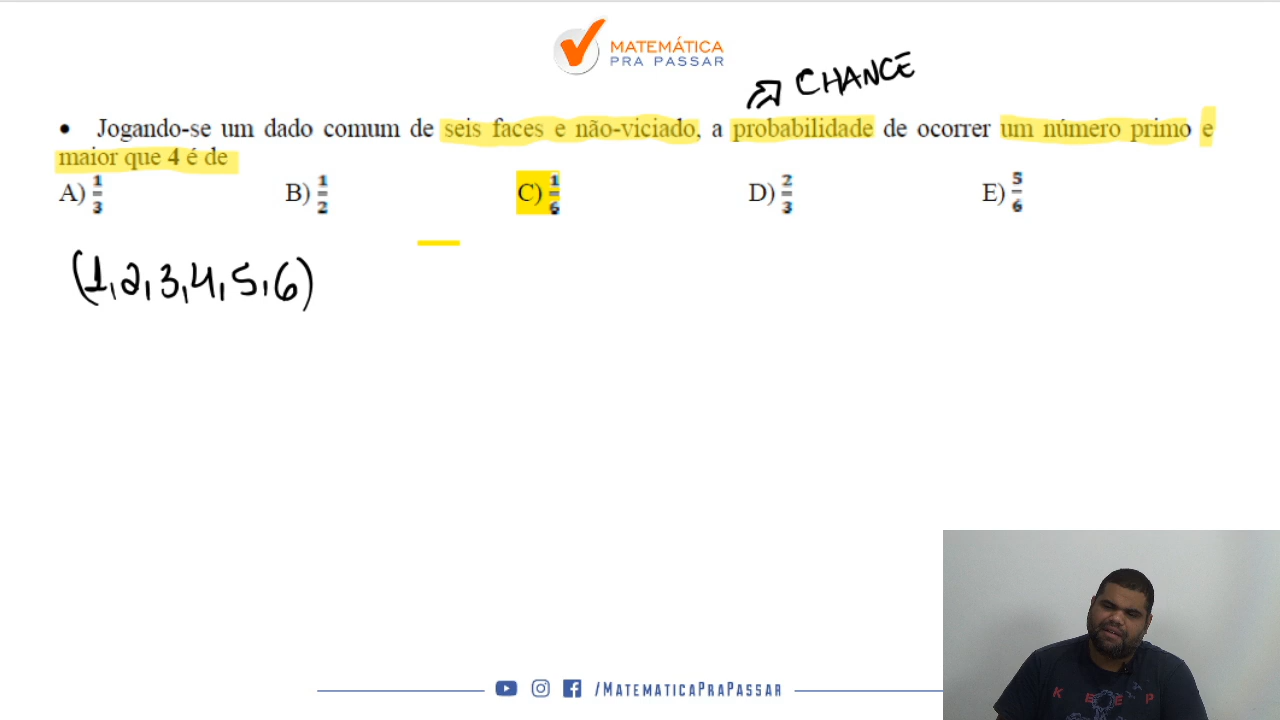 MATEMÁTICA
PRA PASSAR
CHANCE
• Jogando-se um dado comum de seis faces e não-viciado, a probabilidade de ocorrer um número primo e
maior que 4 é de
A) 1/3 B) 1/2 C) 1/6 D) 2/3 E) 5/6
(1,2,3,4,5,6)
K E E P
/MATEMATICAPRAPASSAR